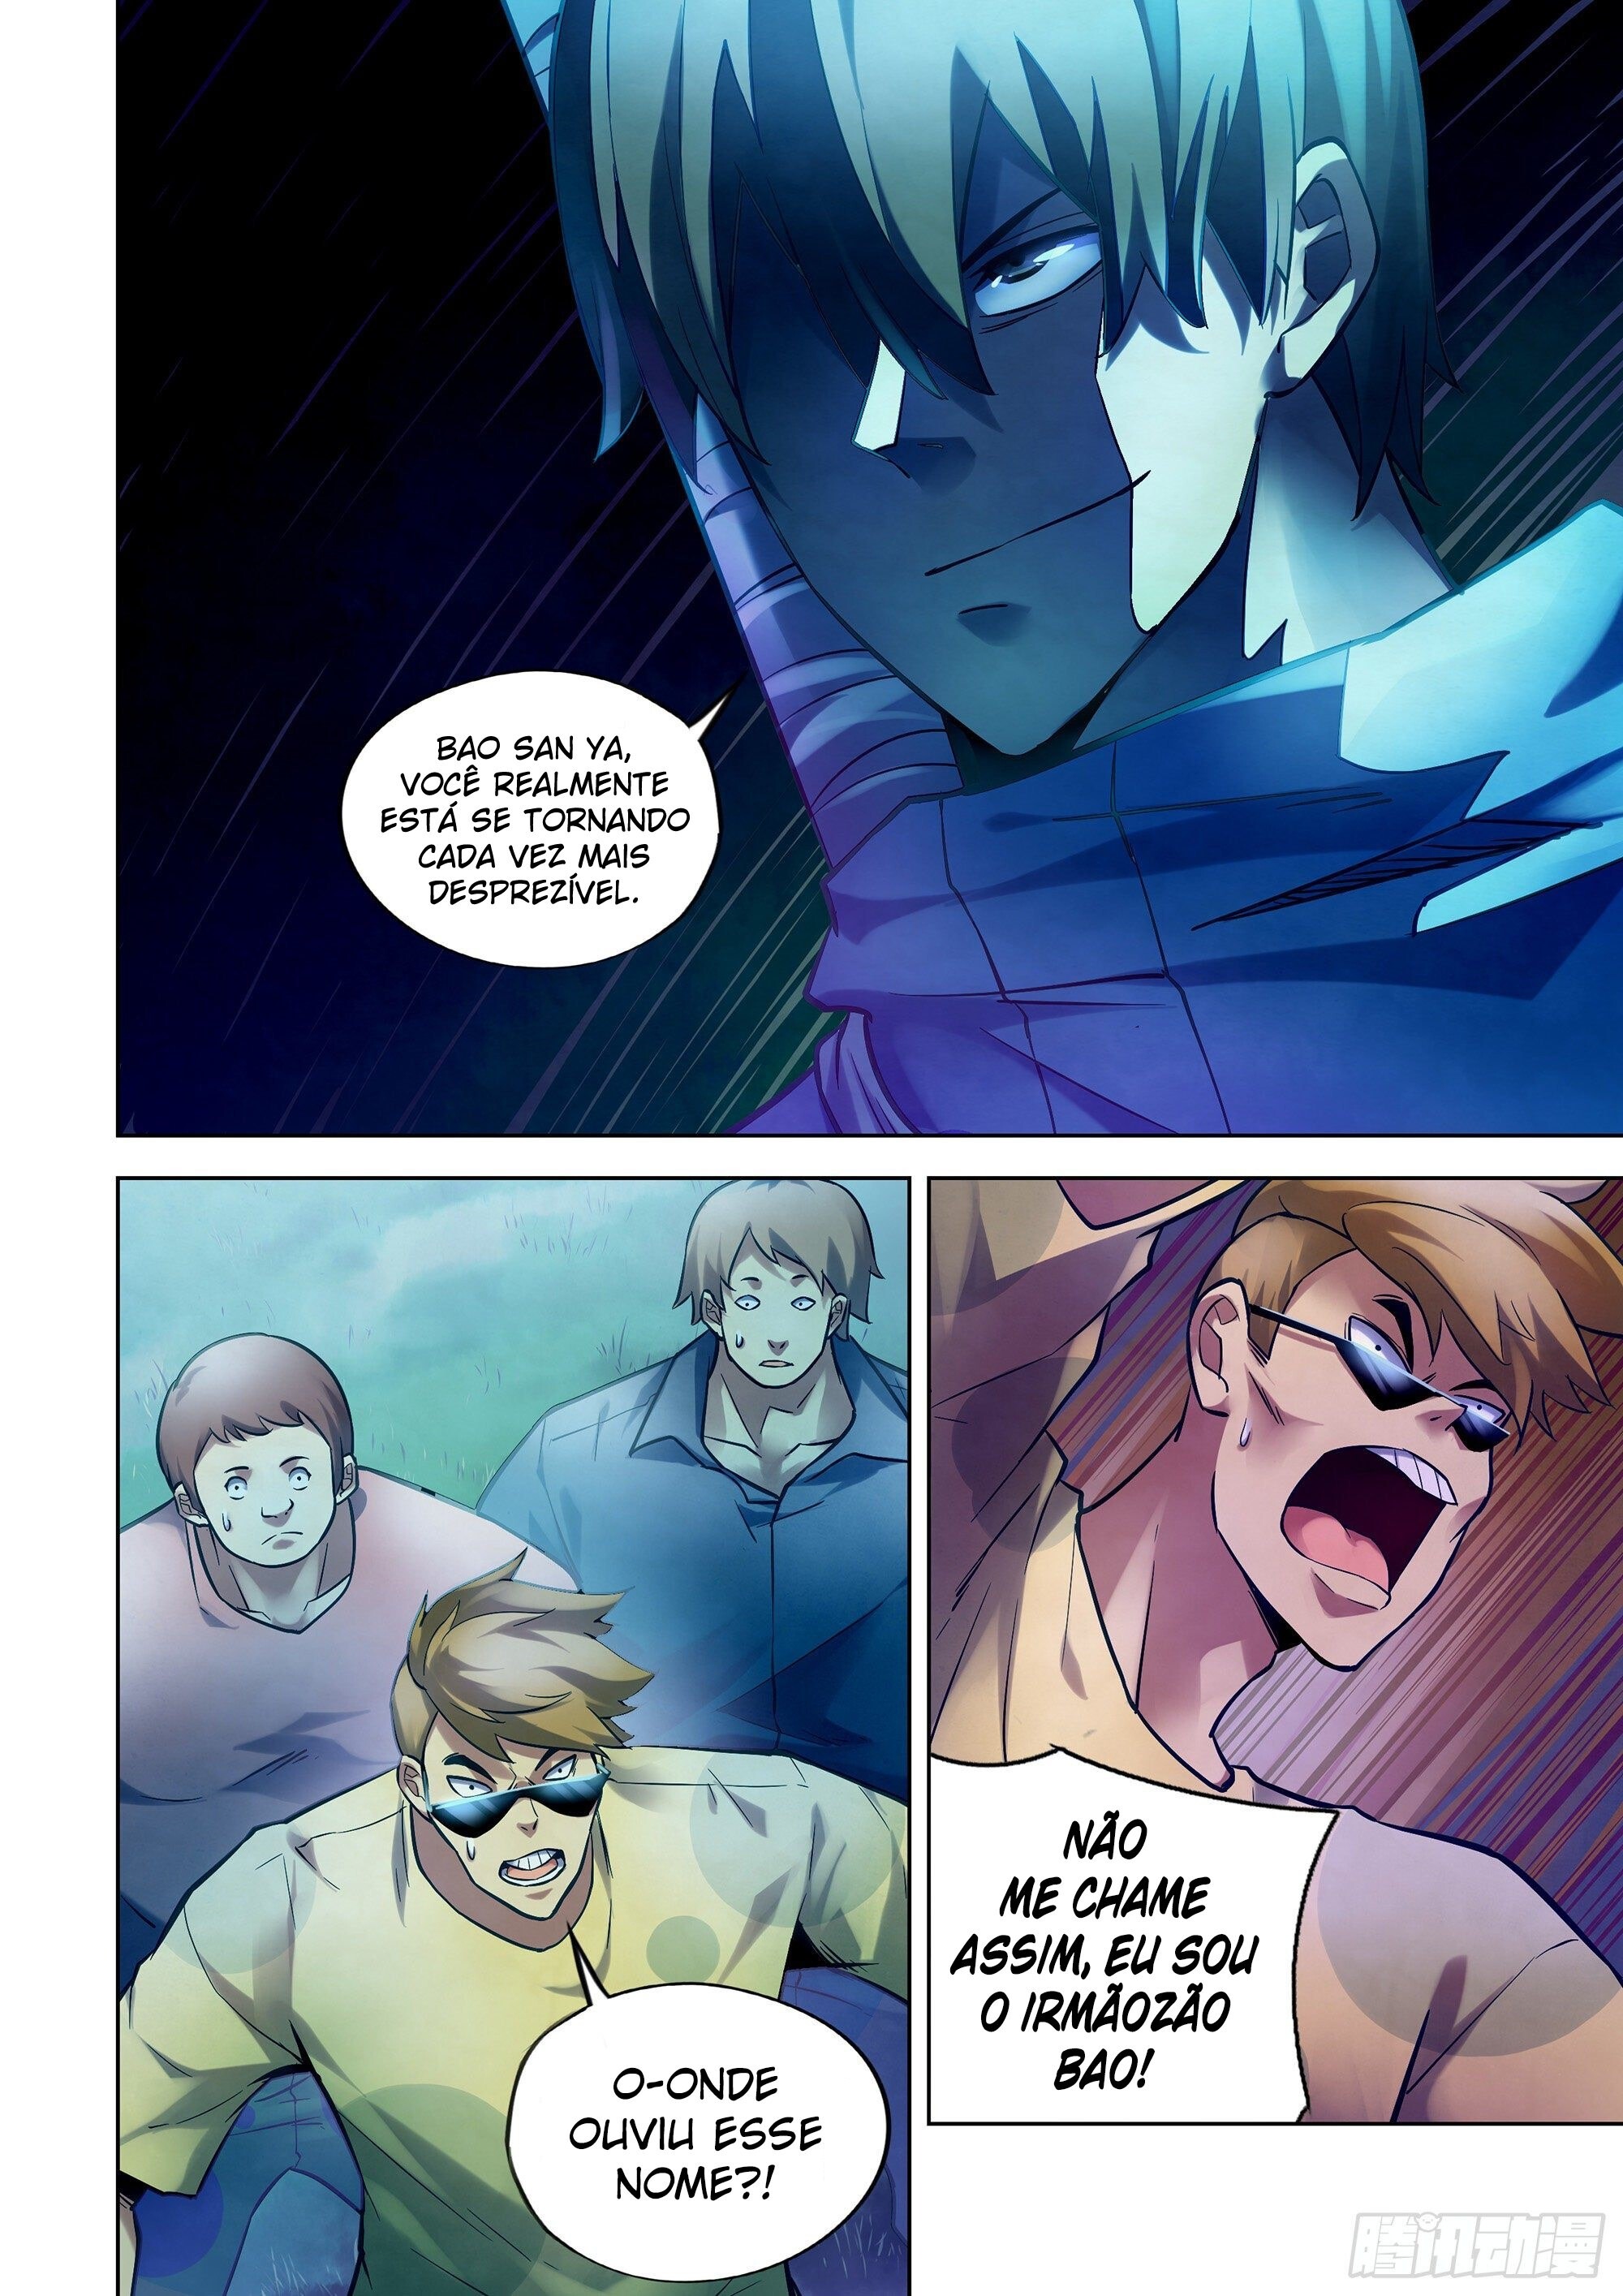 BAO SAN YA,
VOCÊ REALMENTE
ESTÁ SE TORNANDO
CADA VEZ MAIS
DESPREZÍVEL.
O-ONDE
OUVIU ESSE
NOME?!
NÃO
ME CHAME
ASSIM, EU SOU
O IRMÃOZÃO
BAO!
腾讯动漫